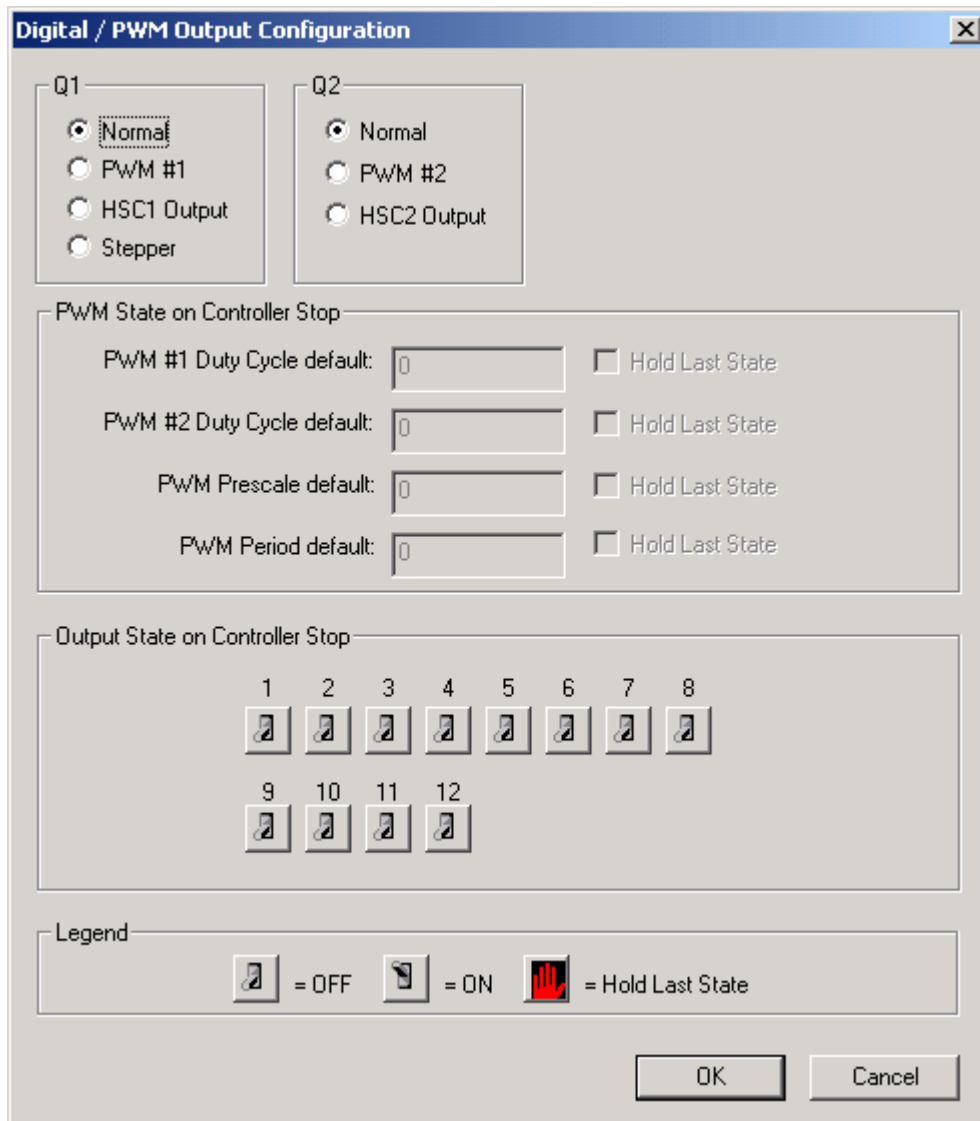 Digital / PWM Output Configuration
Q1
Normal
PWM #1
HSC1 Output
Stepper
Q2
Normal
PWM #2
HSC2 Output
PWM State on Controller Stop
PWM #1 Duty Cycle default: 0 Hold Last State
PWM #2 Duty Cycle default: 0 Hold Last State
PWM Prescale default: 0 Hold Last State
PWM Period default: 0 Hold Last State
Output State on Controller Stop
1 2 3 4 5 6 7 8
9 10 11 12
Legend
= OFF = ON = Hold Last State
OK Cancel